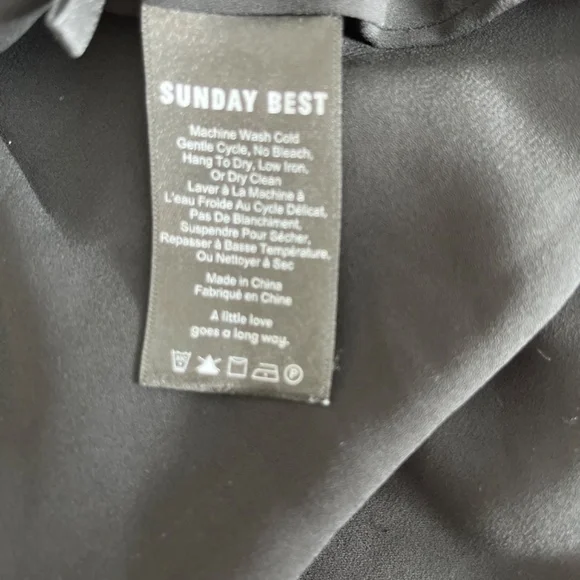 SUNDAY BEST
Machine Wash Cold
Gentle Cycle, No Bleach,
Hang To Dry, Low Iron,
Or Dry Clean
Laver à La Machine à
L'eau Froide Au Cycle Délicat,
Pas De Blanchiment,
Suspendre Pour Sécher,
Repasser à Basse Température,
Ou Nettoyer à Sec
Made in China
Fabriqué en Chine
A little love
goes a long way.
P